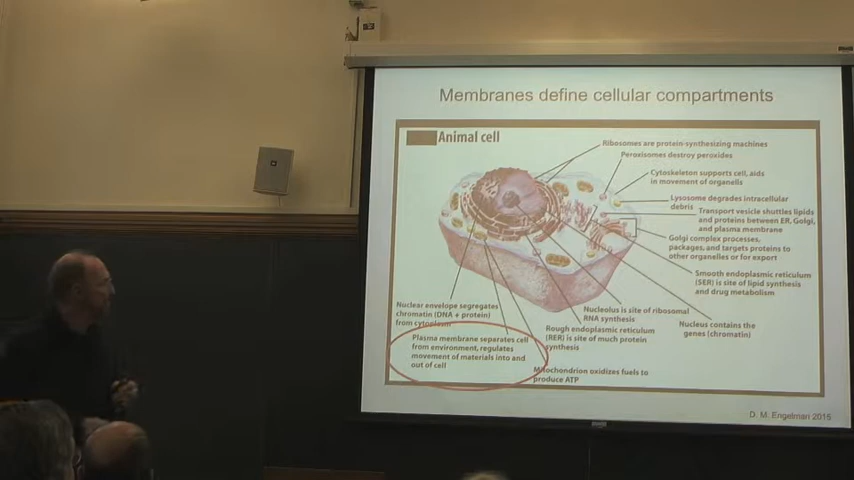 Membranes define cellular compartments
Animal cell
Ribosomes are protein-synthesizing machines
Peroxisomes destroy peroxides
Cytoskeleton supports cell, aids
in movement of organells
Lysosome degrades intracellular
debris
Transport vesicle shuttles lipids
and proteins between ER, Golgi,
and plasma membrane
Golgi complex processes,
packages, and targets proteins to
other organelles or for export
Smooth endoplasmic reticulum
(SER) is site of lipid synthesis
and drug metabolism
Nucleolus is site of ribosomal
RNA synthesis
Nucleus contains the
genes (chromatin)
Rough endoplasmic reticulum
(RER) is site of much protein
synthesis
Mitochondrion oxidizes fuels to
produce ATP
Nuclear envelope segregates
chromatin (DNA + protein)
from cytoplasm
Plasma membrane separates cell
from environment, regulates
movement of materials into and
out of cell
D. M. Engelman 2015